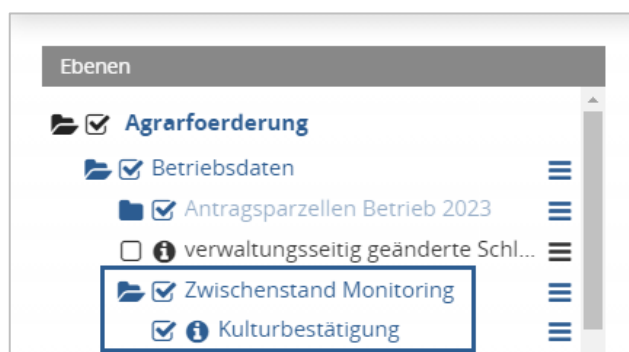 Ebenen
Agrarfoerderung
Betriebsdaten
Antragsparzellen Betrieb 2023
verwaltungsseitig geänderte Schl...
Zwischenstand Monitoring
Kulturbestätigung